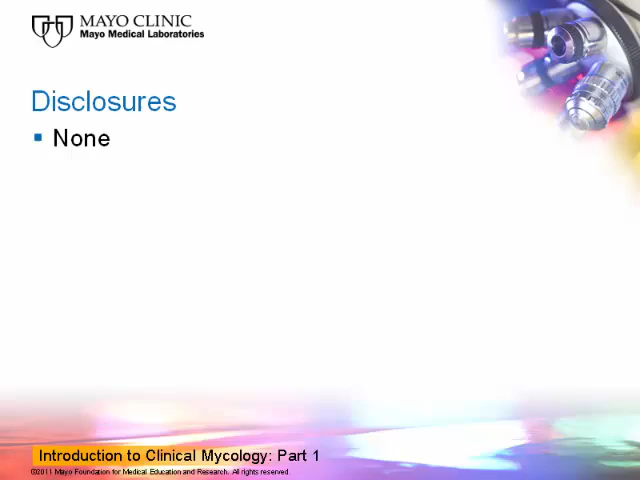 MAYO CLINIC
Mayo Medical Laboratories
Disclosures
▪ None
Introduction to Clinical Mycology: Part 1
©2011 Mayo Foundation for Medical Education and Research. All rights reserved.